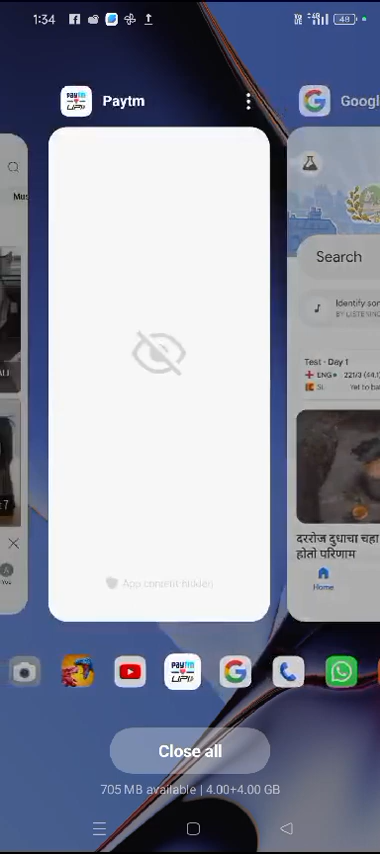 1:34
48
Paytm
Googl
Mus
Search
Identify son
BY LISTENING
Test · Day 1
ENG 221/3 (44.1
SL Yet to ba
दररोज दुधाचा चहा
होतो परिणाम
Home
You
App content hidden
Close all
705 MB available | 4.00+4.00 GB